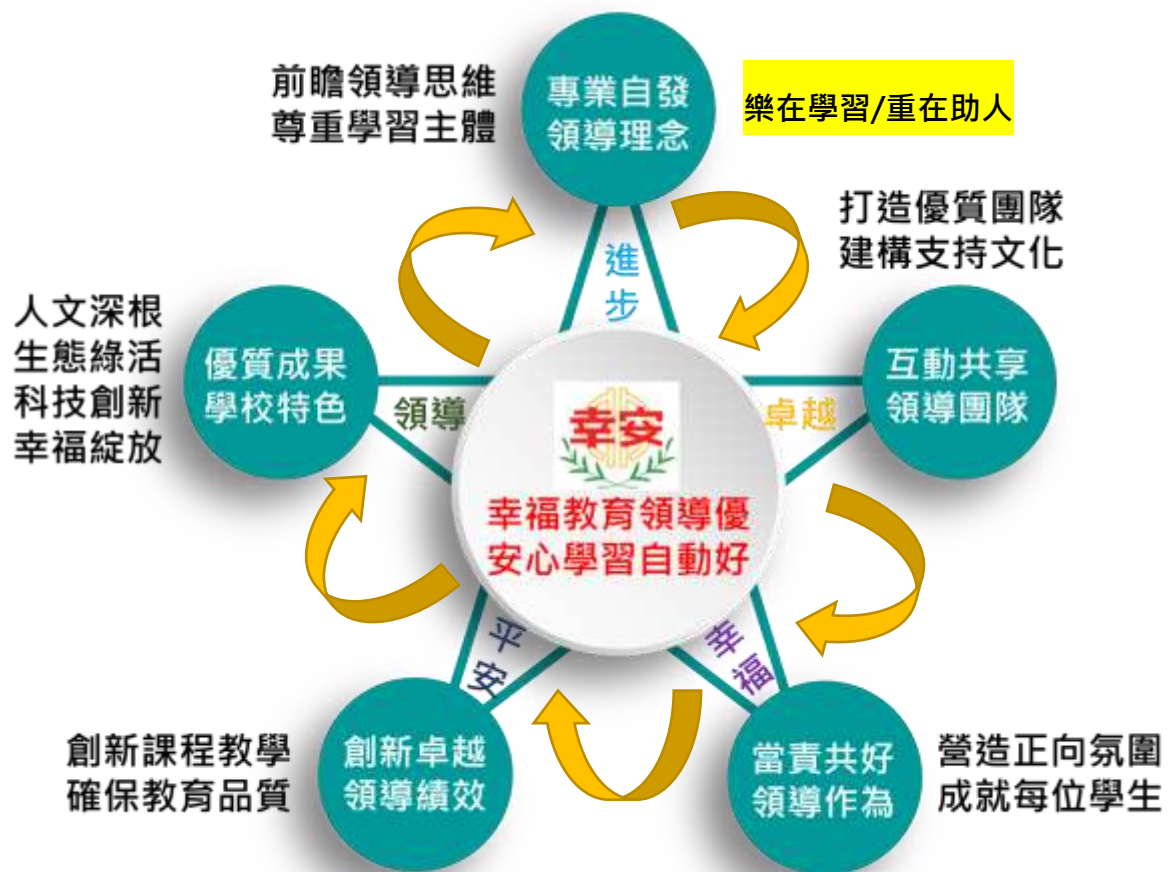 前瞻領導思維
尊重學習主體
專業自發
領導理念
樂在學習/重在助人
打造優質團隊
建構支持文化
進步
人文深根
生態綠活
科技創新
幸福綻放
優質成果
學校特色
領導
卓越
互動共享
領導團隊
幸安
幸福教育領導優
安心學習自動好
平安
幸福
創新課程教學
確保教育品質
創新卓越
領導績效
當責共好
領導作為
營造正向氛圍
成就每位學生